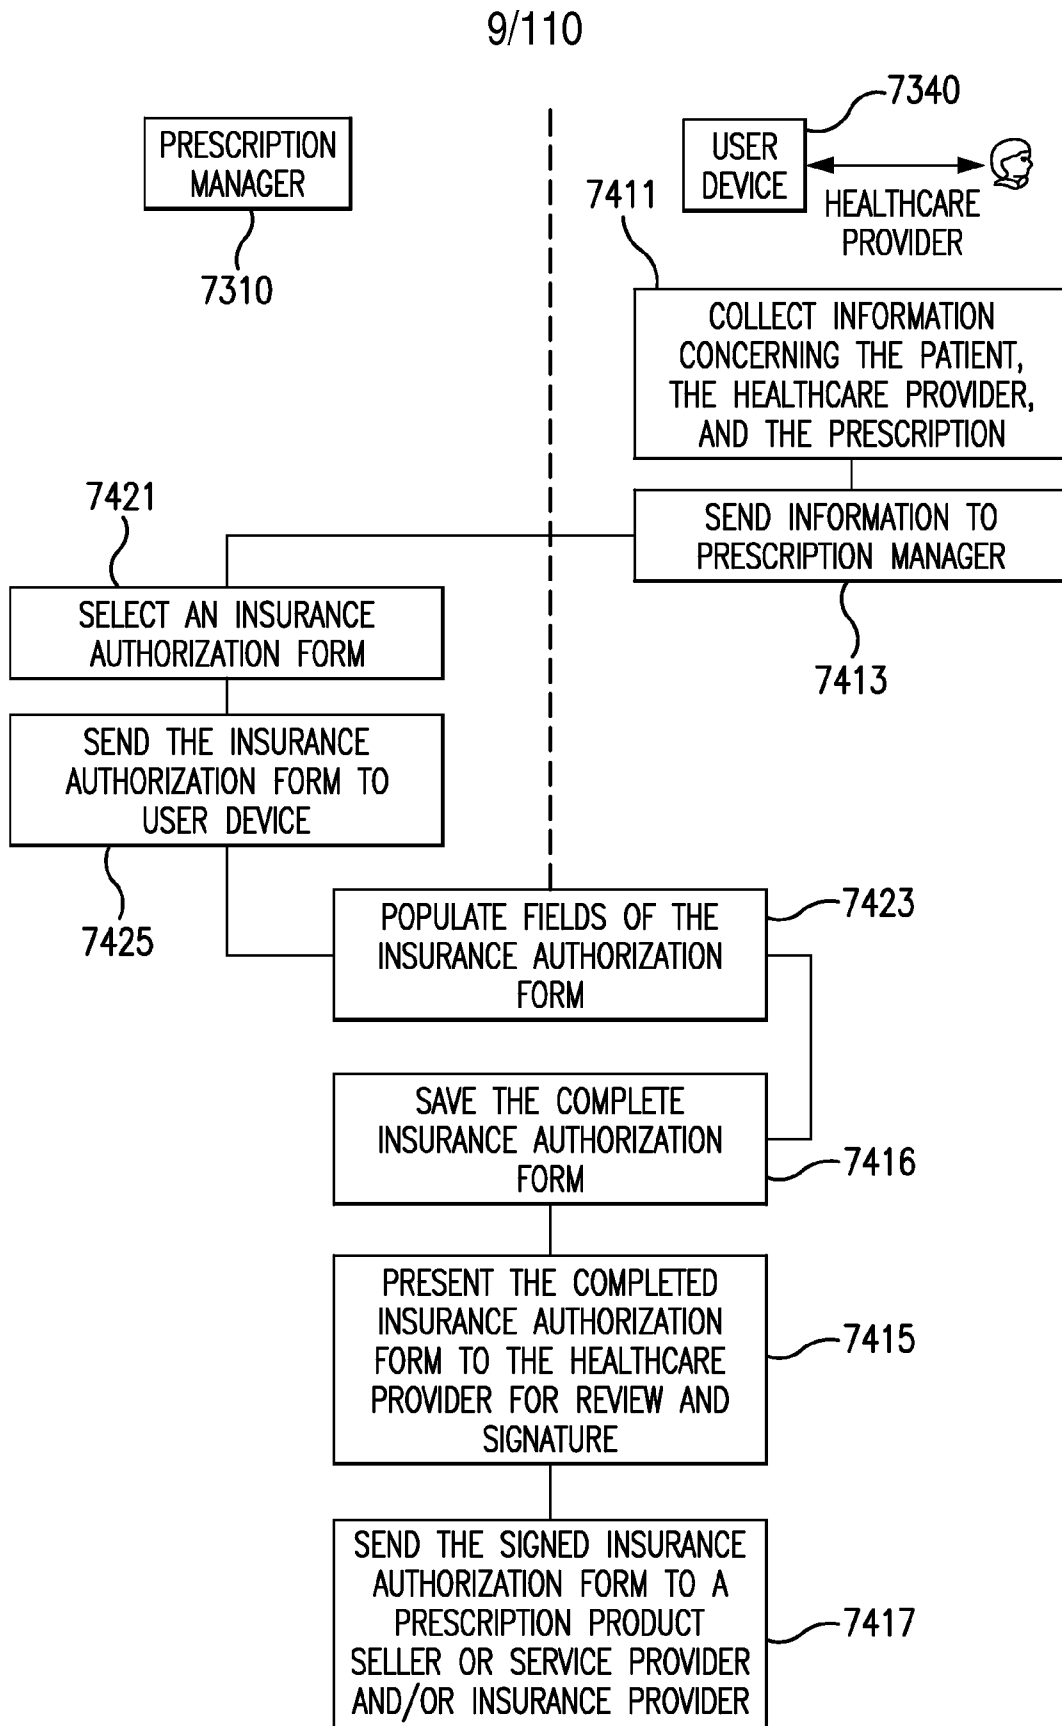 9/110
7340
PRESCRIPTION
MANAGER
7310
USER
DEVICE
HEALTHCARE
PROVIDER
7411
COLLECT INFORMATION
CONCERNING THE PATIENT,
THE HEALTHCARE PROVIDER,
AND THE PRESCRIPTION
SEND INFORMATION TO
PRESCRIPTION MANAGER
7413
7421
SELECT AN INSURANCE
AUTHORIZATION FORM
SEND THE INSURANCE
AUTHORIZATION FORM TO
USER DEVICE
7425
POPULATE FIELDS OF THE
INSURANCE AUTHORIZATION
FORM
7423
SAVE THE COMPLETE
INSURANCE AUTHORIZATION
FORM
7416
PRESENT THE COMPLETED
INSURANCE AUTHORIZATION
FORM TO THE HEALTHCARE
PROVIDER FOR REVIEW AND
SIGNATURE
7415
SEND THE SIGNED INSURANCE
AUTHORIZATION FORM TO A
PRESCRIPTION PRODUCT
SELLER OR SERVICE PROVIDER
AND/OR INSURANCE PROVIDER
7417